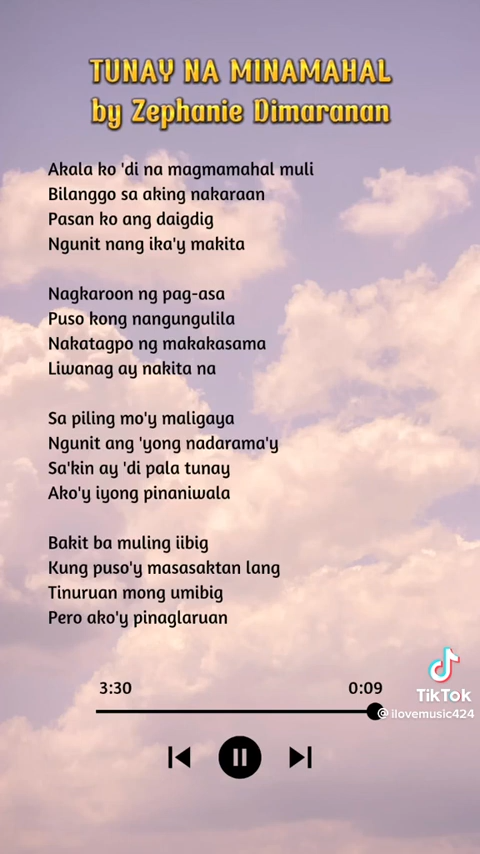 TUNAY NA MINAMAHAL
by Zephanie Dimaranan
Akala ko 'di na magmamahal muli
Bilanggo sa aking nakaraan
Pasan ko ang daigdig
Ngunit nang ika'y makita
Nagkaroon ng pag-asa
Puso kong nangungulila
Nakatagpo ng makakasama
Liwanag ay nakita na
Sa piling mo'y maligaya
Ngunit ang 'yong nadarama'y
Sa'kin ay 'di pala tunay
Ako'y iyong pinaniwala
Bakit ba muling iibig
Kung puso'y masasaktan lang
Tinuruan mong umibig
Pero ako'y pinaglaruan
3:30 0:09
TikTok
@ilovemusic424